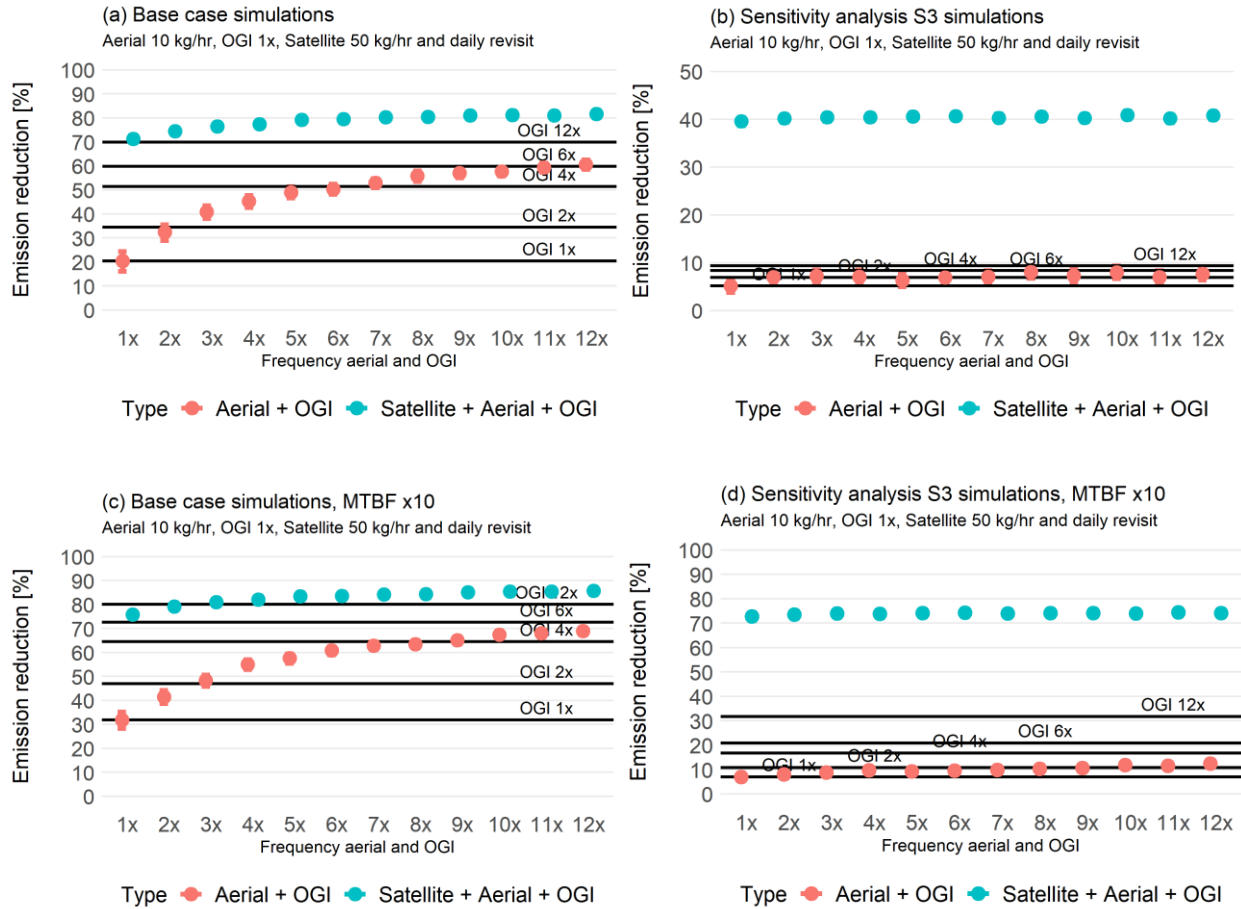 (a) Base case simulations
Aerial 10 kg/hr, OGI 1x, Satellite 50 kg/hr and daily revisit
Emission reduction [%]
100
90
80
70
60
50
40
30
20
10
0
OGI 12x
OGI 6x
OGI 4x
OGI 2x
OGI 1x
1x 2x 3x 4x 5x 6x 7x 8x 9x 10x 11x 12x
Frequency aerial and OGI
Type Aerial + OGI Satellite + Aerial + OGI
(b) Sensitivity analysis S3 simulations
Aerial 10 kg/hr, OGI 1x, Satellite 50 kg/hr and daily revisit
Emission reduction [%]
50
40
30
20
10
0
OGI 1x
OGI 2x
OGI 4x
OGI 6x
OGI 12x
1x 2x 3x 4x 5x 6x 7x 8x 9x 10x 11x 12x
Frequency aerial and OGI
Type Aerial + OGI Satellite + Aerial + OGI
(c) Base case simulations, MTBF x10
Aerial 10 kg/hr, OGI 1x, Satellite 50 kg/hr and daily revisit
Emission reduction [%]
100
90
80
70
60
50
40
30
20
10
0
OGI 12x
OGI 6x
OGI 4x
OGI 2x
OGI 1x
1x 2x 3x 4x 5x 6x 7x 8x 9x 10x 11x 12x
Frequency aerial and OGI
Type Aerial + OGI Satellite + Aerial + OGI
(d) Sensitivity analysis S3 simulations, MTBF x10
Aerial 10 kg/hr, OGI 1x, Satellite 50 kg/hr and daily revisit
Emission reduction [%]
100
90
80
70
60
50
40
30
20
10
0
OGI 12x
OGI 6x
OGI 4x
OGI 2x
OGI 1x
1x 2x 3x 4x 5x 6x 7x 8x 9x 10x 11x 12x
Frequency aerial and OGI
Type Aerial + OGI Satellite + Aerial + OGI